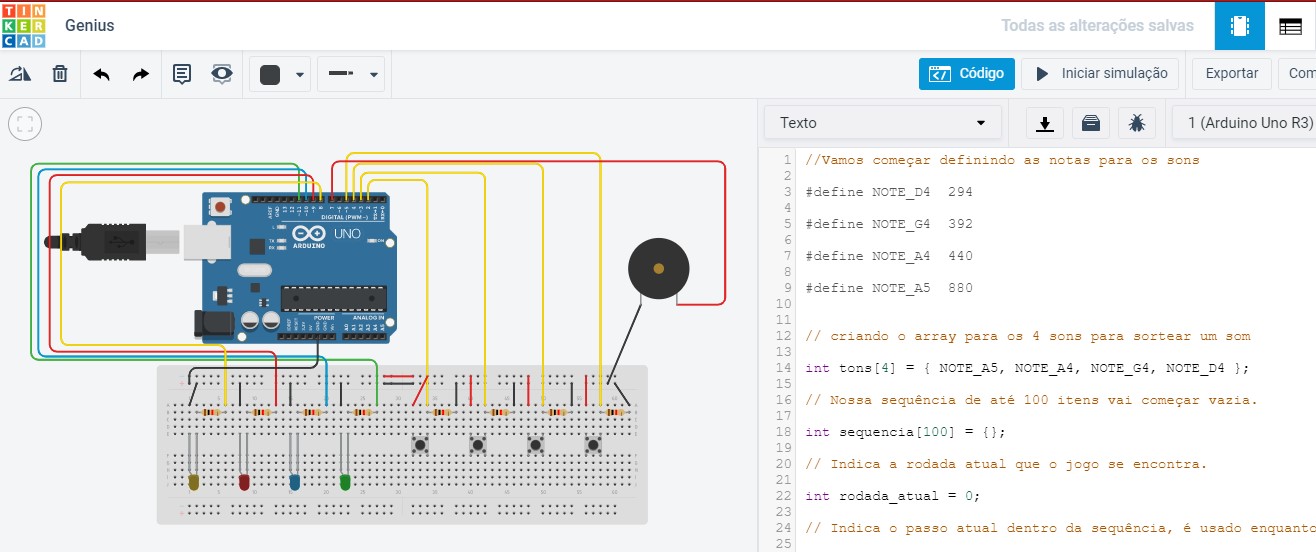 TIN
KER
CAD
Genius
Todas as alterações salvas
Código
Iniciar simulação
Exportar
Com
Texto
1 (Arduino Uno R3)
DIGITAL (PWM~)
UNO
ARDUINO
POWER
ANALOG IN
1 //Vamos começar definindo as notas para os sons
2
3 #define NOTE_D4 294
4
5 #define NOTE_G4 392
6
7 #define NOTE_A4 440
8
9 #define NOTE_A5 880
10
11
12 // criando o array para os 4 sons para sortear um som
13
14 int tons[4] = { NOTE_A5, NOTE_A4, NOTE_G4, NOTE_D4 };
15
16 // Nossa sequência de até 100 itens vai começar vazia.
17
18 int sequencia[100] = {};
19
20 // Indica a rodada atual que o jogo se encontra.
21
22 int rodada_atual = 0;
23
24 // Indica o passo atual dentro da sequência, é usado enquanto
25